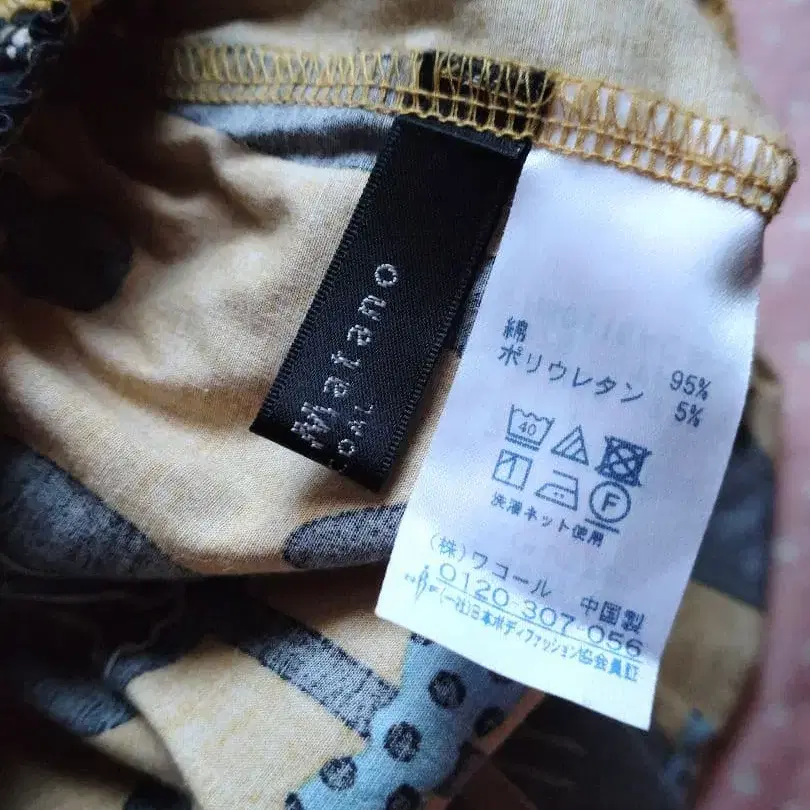 Matano
COAL
綿 95%
ポリウレタン 5%
40
F
洗濯ネット使用
(株)ワコール 中国製
0120-307-056
(一社)日本ボディファッション協会員証